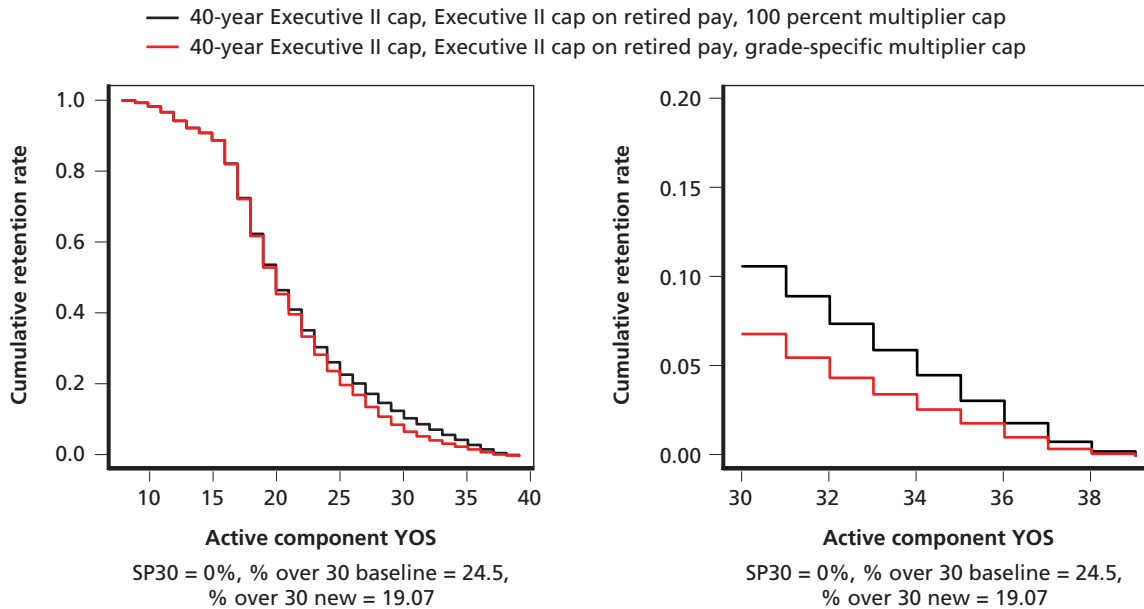 40-year Executive II cap, Executive II cap on retired pay, 100 percent multiplier cap
40-year Executive II cap, Executive II cap on retired pay, grade-specific multiplier cap
Cumulative retention rate
1.0
0.8
0.6
0.4
0.2
0.0
10 15 20 25 30 35 40
Active component YOS
SP30 = 0%, % over 30 baseline = 24.5,
% over 30 new = 19.07
Cumulative retention rate
0.20
0.15
0.10
0.05
0.00
30 32 34 36 38
Active component YOS
SP30 = 0%, % over 30 baseline = 24.5,
% over 30 new = 19.07